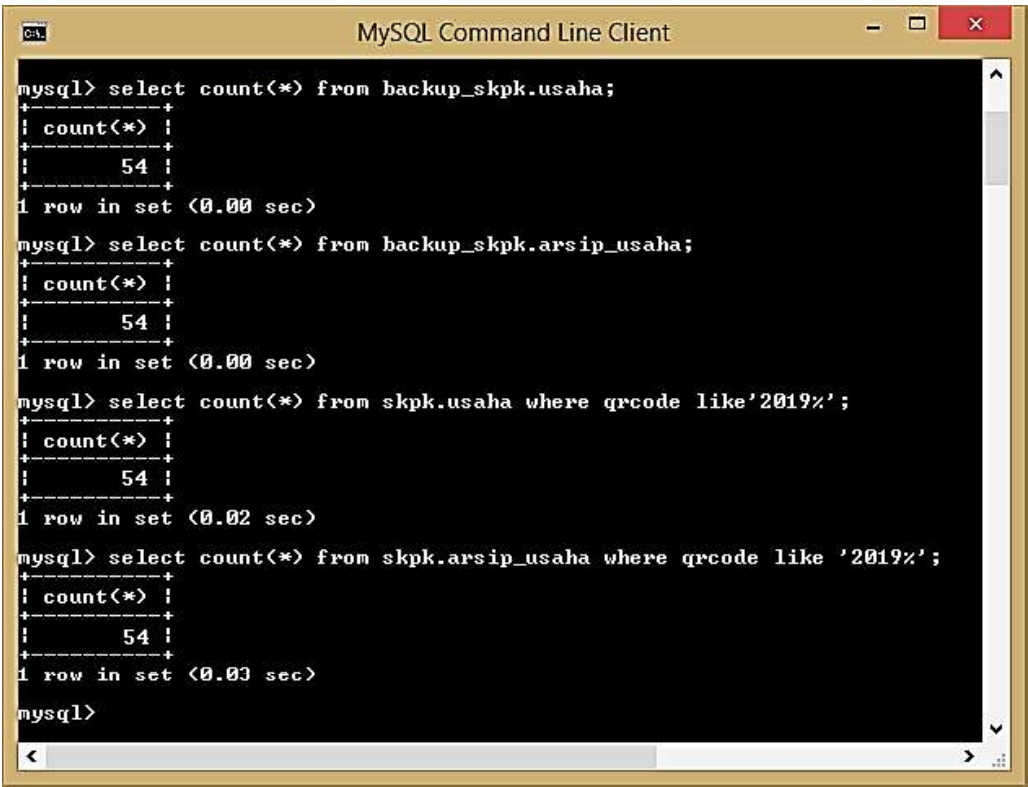 MySQL Command Line Client
mysql> select count(*) from backup_skpk.usaha;
+----------+
| count(*) |
+----------+
|       54 |
+----------+
1 row in set (0.00 sec)
mysql> select count(*) from backup_skpk.arsip_usaha;
+----------+
| count(*) |
+----------+
|       54 |
+----------+
1 row in set (0.00 sec)
mysql> select count(*) from skpk.usaha where qrcode like'2019%';
+----------+
| count(*) |
+----------+
|       54 |
+----------+
1 row in set (0.02 sec)
mysql> select count(*) from skpk.arsip_usaha where qrcode like '2019%';
+----------+
| count(*) |
+----------+
|       54 |
+----------+
1 row in set (0.03 sec)
mysql>